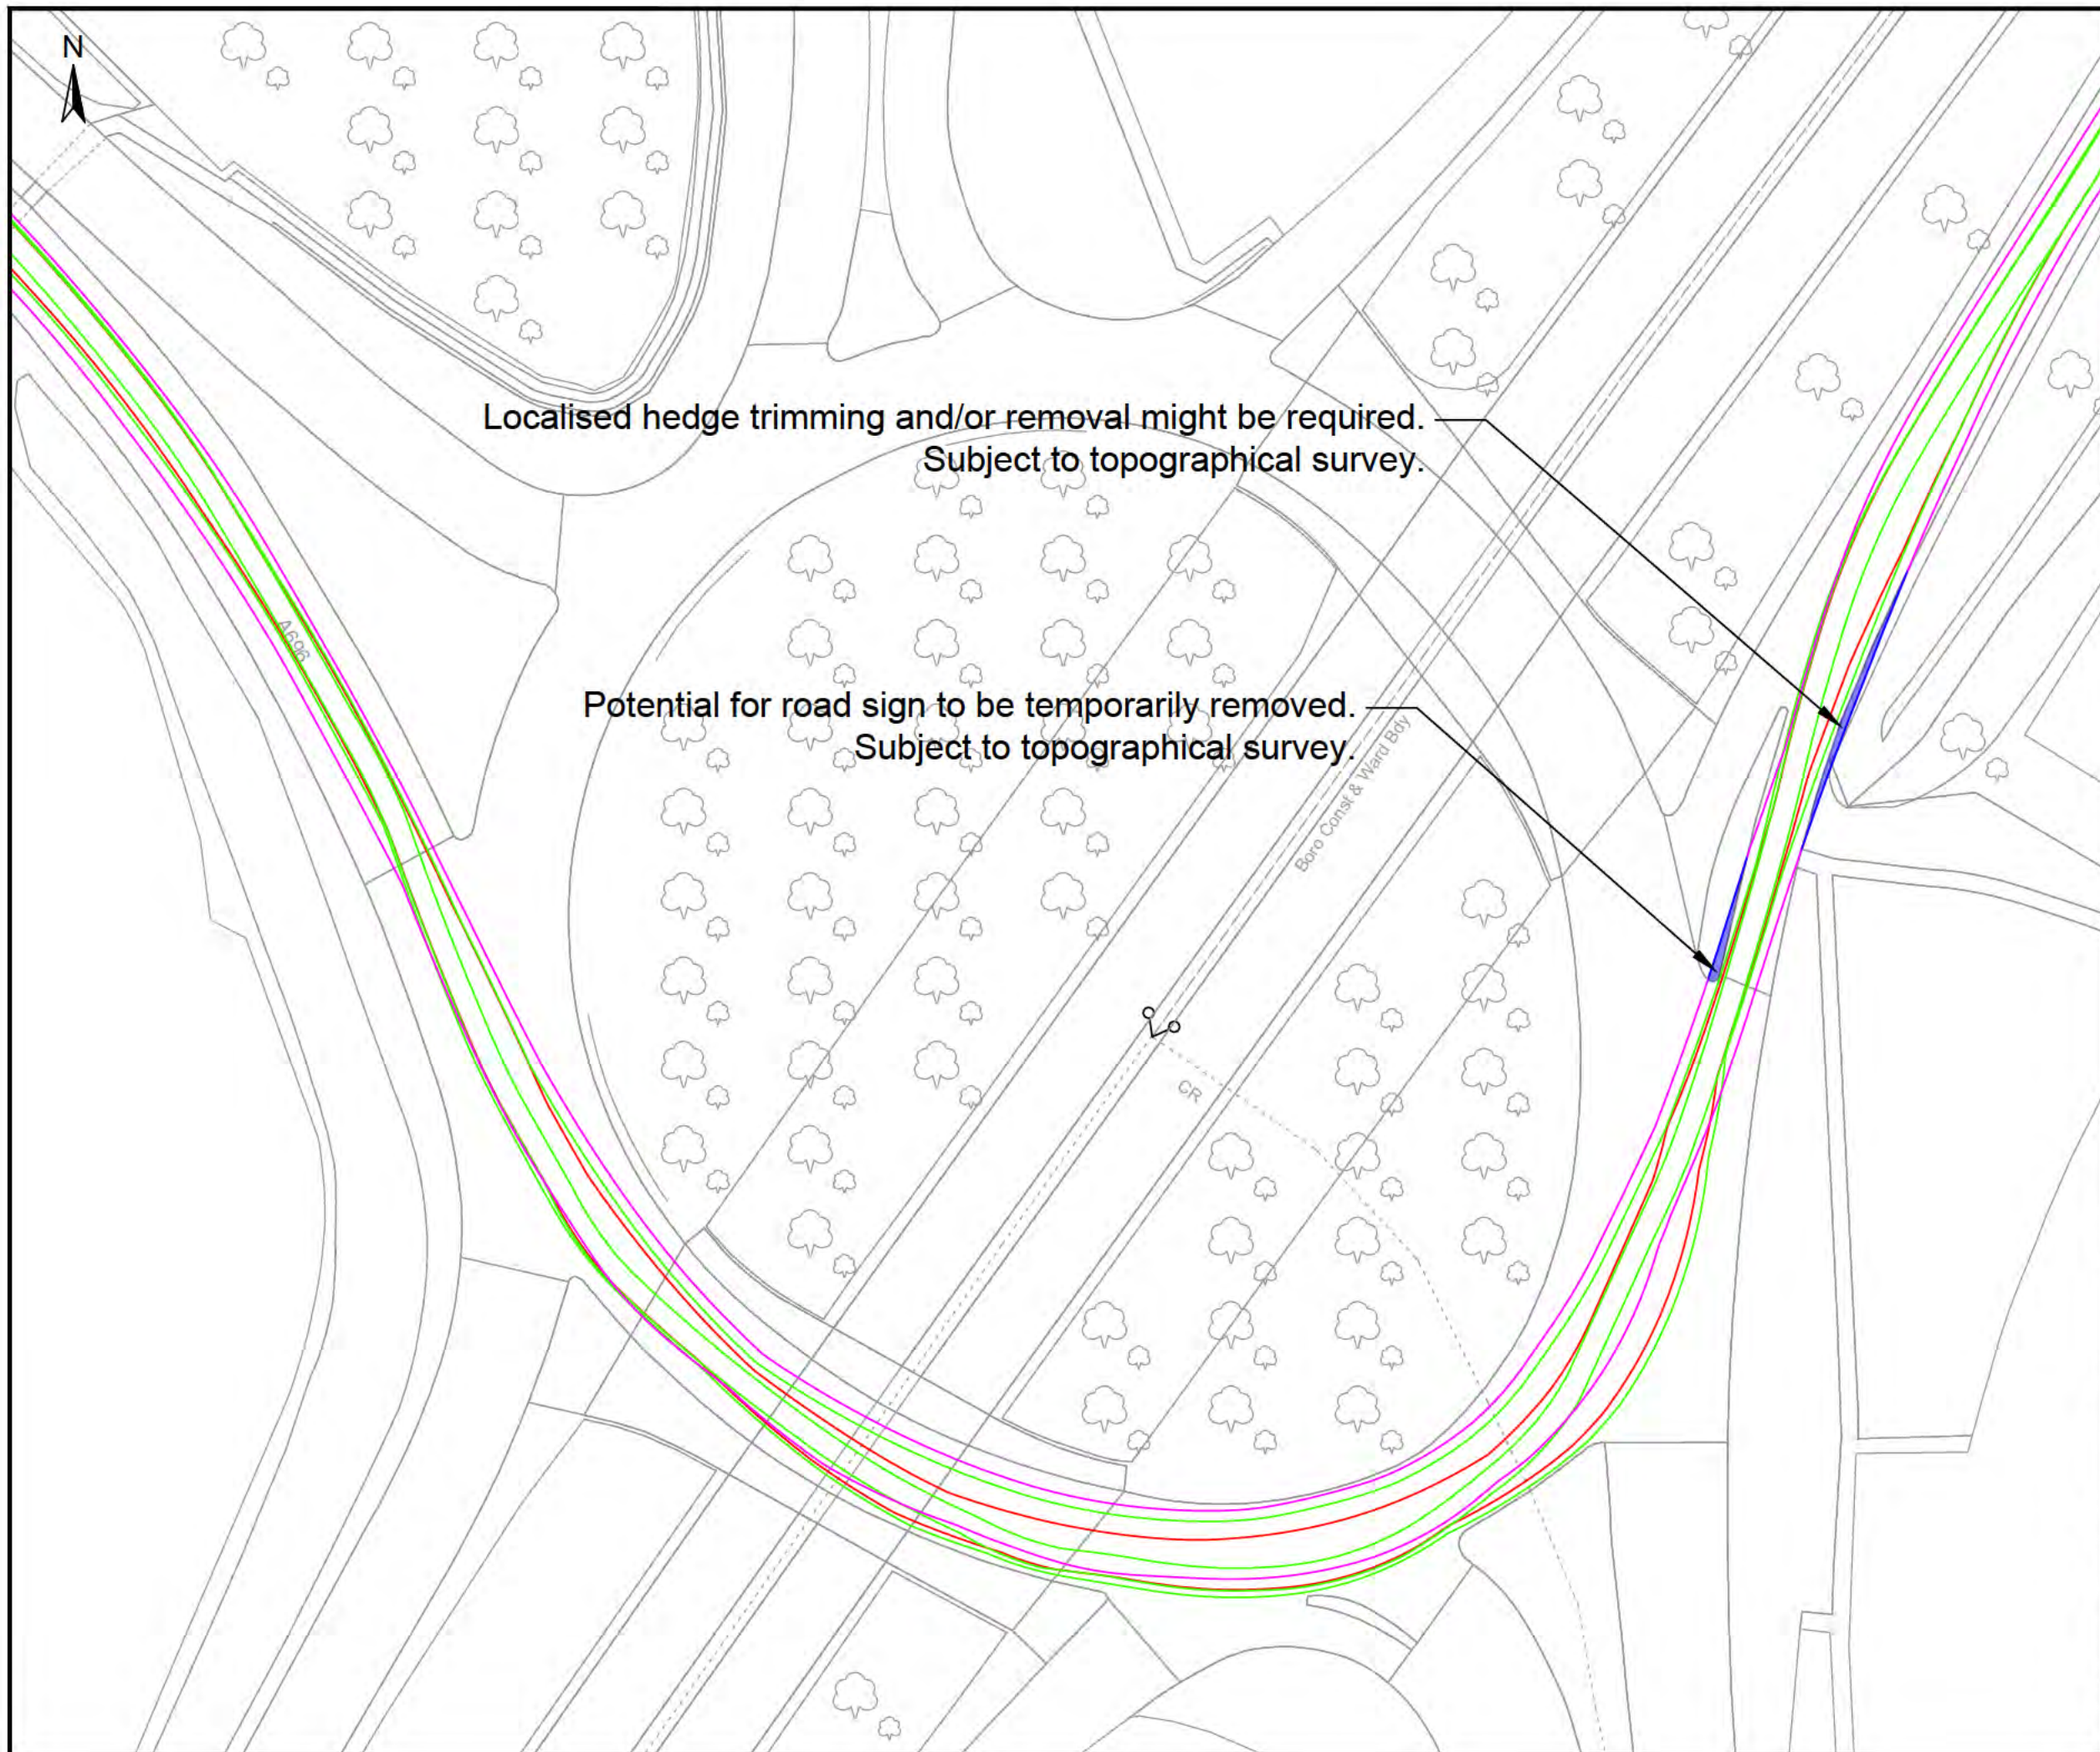 N
Localised hedge trimming and/or removal might be required.
Subject to topographical survey.
A696
Potential for road sign to be temporarily removed.
Subject to topographical survey.
Boro Const & Ward Bdy
CR